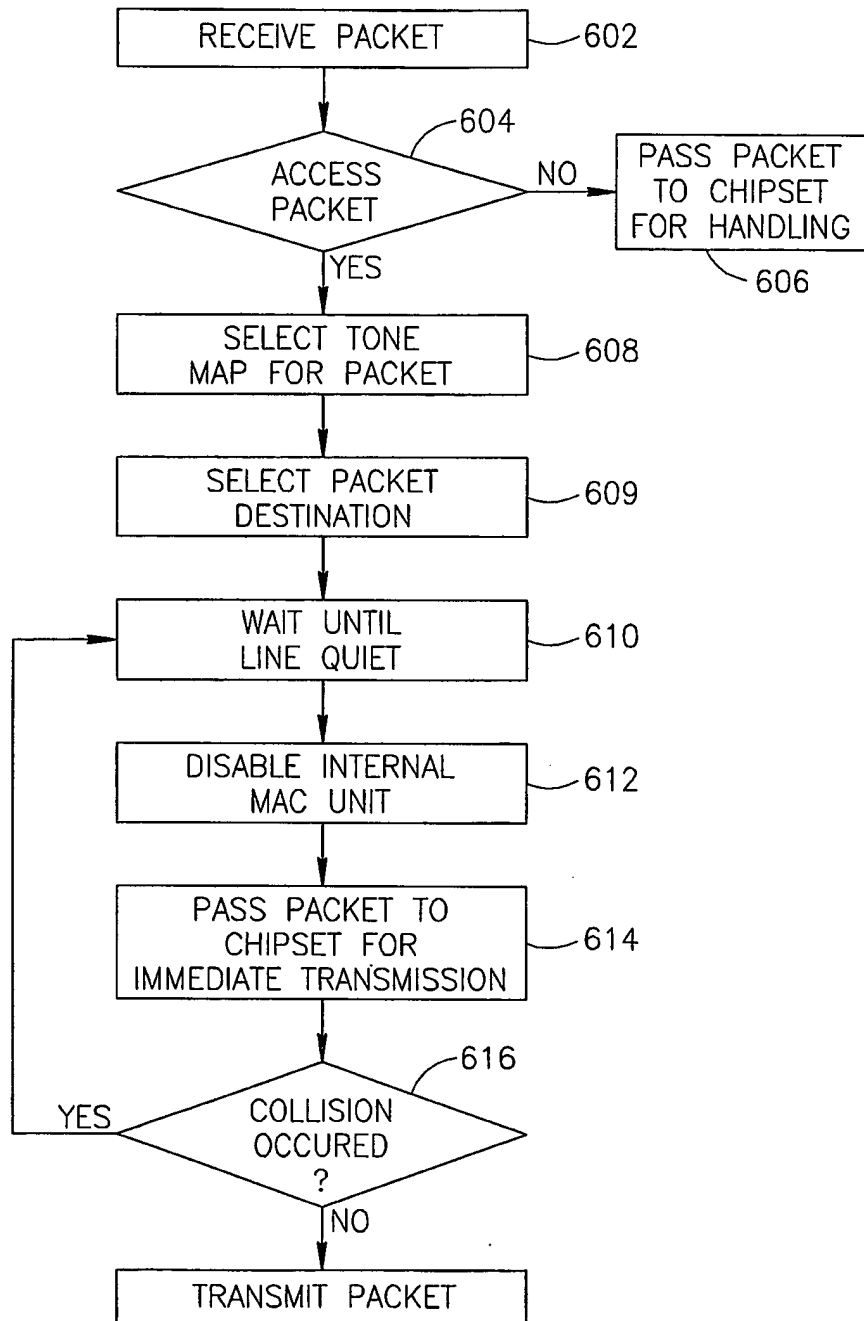 RECEIVE PACKET
602
604
ACCESS
PACKET
NO
PASS PACKET
TO CHIPSET
FOR HANDLING
606
YES
SELECT TONE
MAP FOR PACKET
608
SELECT PACKET
DESTINATION
609
WAIT UNTIL
LINE QUIET
610
DISABLE INTERNAL
MAC UNIT
612
PASS PACKET TO
CHIPSET FOR
IMMEDIATE TRANSMISSION
614
616
YES
COLLISION
OCCURED
?
NO
TRANSMIT PACKET